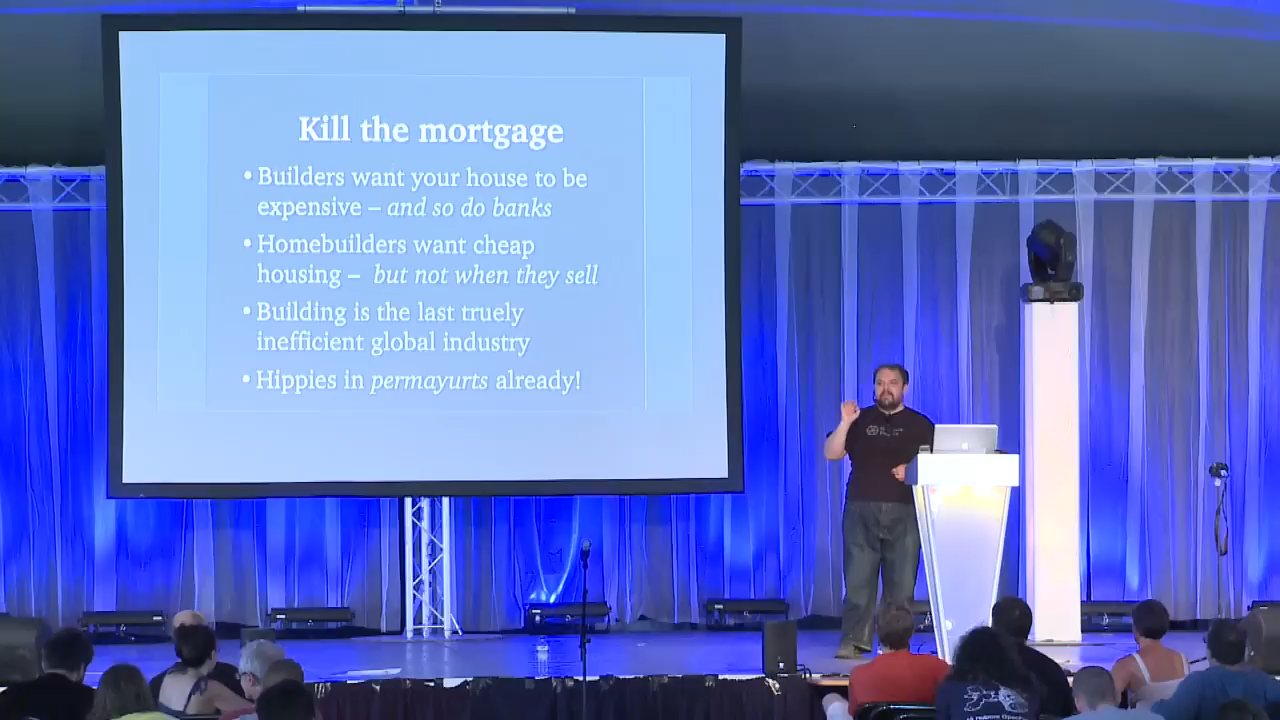 Kill the mortgage
• Builders want your house to be
expensive – and so do banks
• Homebuilders want cheap
housing – but not when they sell
• Building is the last truely
inefficient global industry
• Hippies in permayurts already!